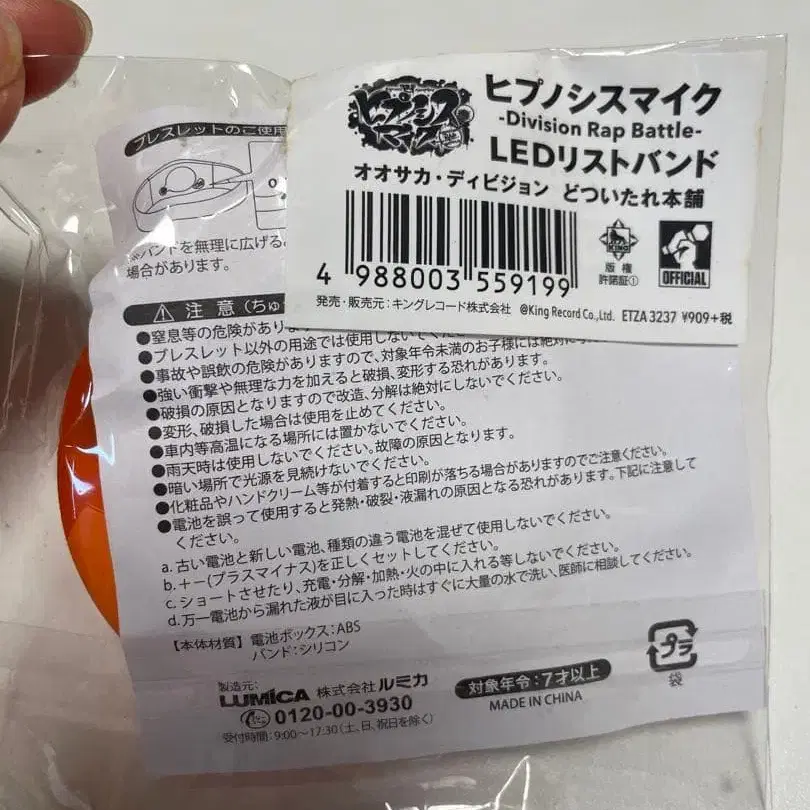 ヒプノシスマイク
ヒプノシスマイク
-Division Rap Battle-
LEDリストバンド
オオサカ・ディビジョン どついたれ本舗
4 988003 559199
KING
版権
許諾証①
OFFICIAL
発売・販売元：キングレコード株式会社 @King Record Co.,Ltd. ETZA 3237 ¥909+税
ブレスレットのご使用
※バンドを無理に広げる
場合があります。
注意（ちゅ
●窒息等の危険があります
●ブレスレット以外の用途では使用しないでくださ
●事故や誤飲の危険がありますので、対象年令未満のお子様には絶対に
●強い衝撃や無理な力を加えると破損、変形する恐れがあります。
●破損の原因となりますので改造、分解は絶対にしないでください。
●変形、破損した場合は使用を止めてください。
●車内等高温になる場所には置かないでください。
●雨天時は使用しないでください。故障の原因となります。
●暗い場所で光源を見続けないでください。
●化粧品やハンドクリーム等が付着すると印刷が落ちる場合がありますのでご注意ください。
●電池を誤って使用すると発熱・破裂・液漏れの原因となる恐れがあります。下記に注意して
ください。
a. 古い電池と新しい電池、種類の違う電池を混ぜて使用しないでください。
b. +－(プラスマイナス)を正しくセットしてください。
c. ショートさせたり、充電・分解・加熱・火の中に入れる等しないでください。
d. 万一電池から漏れた液が目に入った時はすぐに大量の水で洗い、医師に相談してください。
【本体材質】電池ボックス：ABS
バンド：シリコン
製造元:
LUMICA 株式会社ルミカ
0120-00-3930
受付時間：9:00～17:30（土、日、祝日を除く）
対象年令：7才以上
MADE IN CHINA
プラ
袋